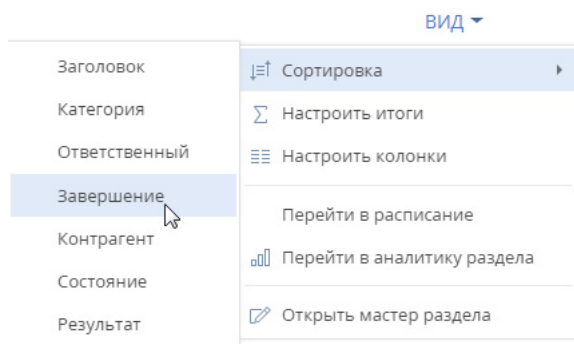 ВИД
Сортировка
Настроить итоги
Настроить колонки
Перейти в расписание
Перейти в аналитику раздела
Открыть мастер раздела
Заголовок
Категория
Ответственный
Завершение
Контрагент
Состояние
Результат